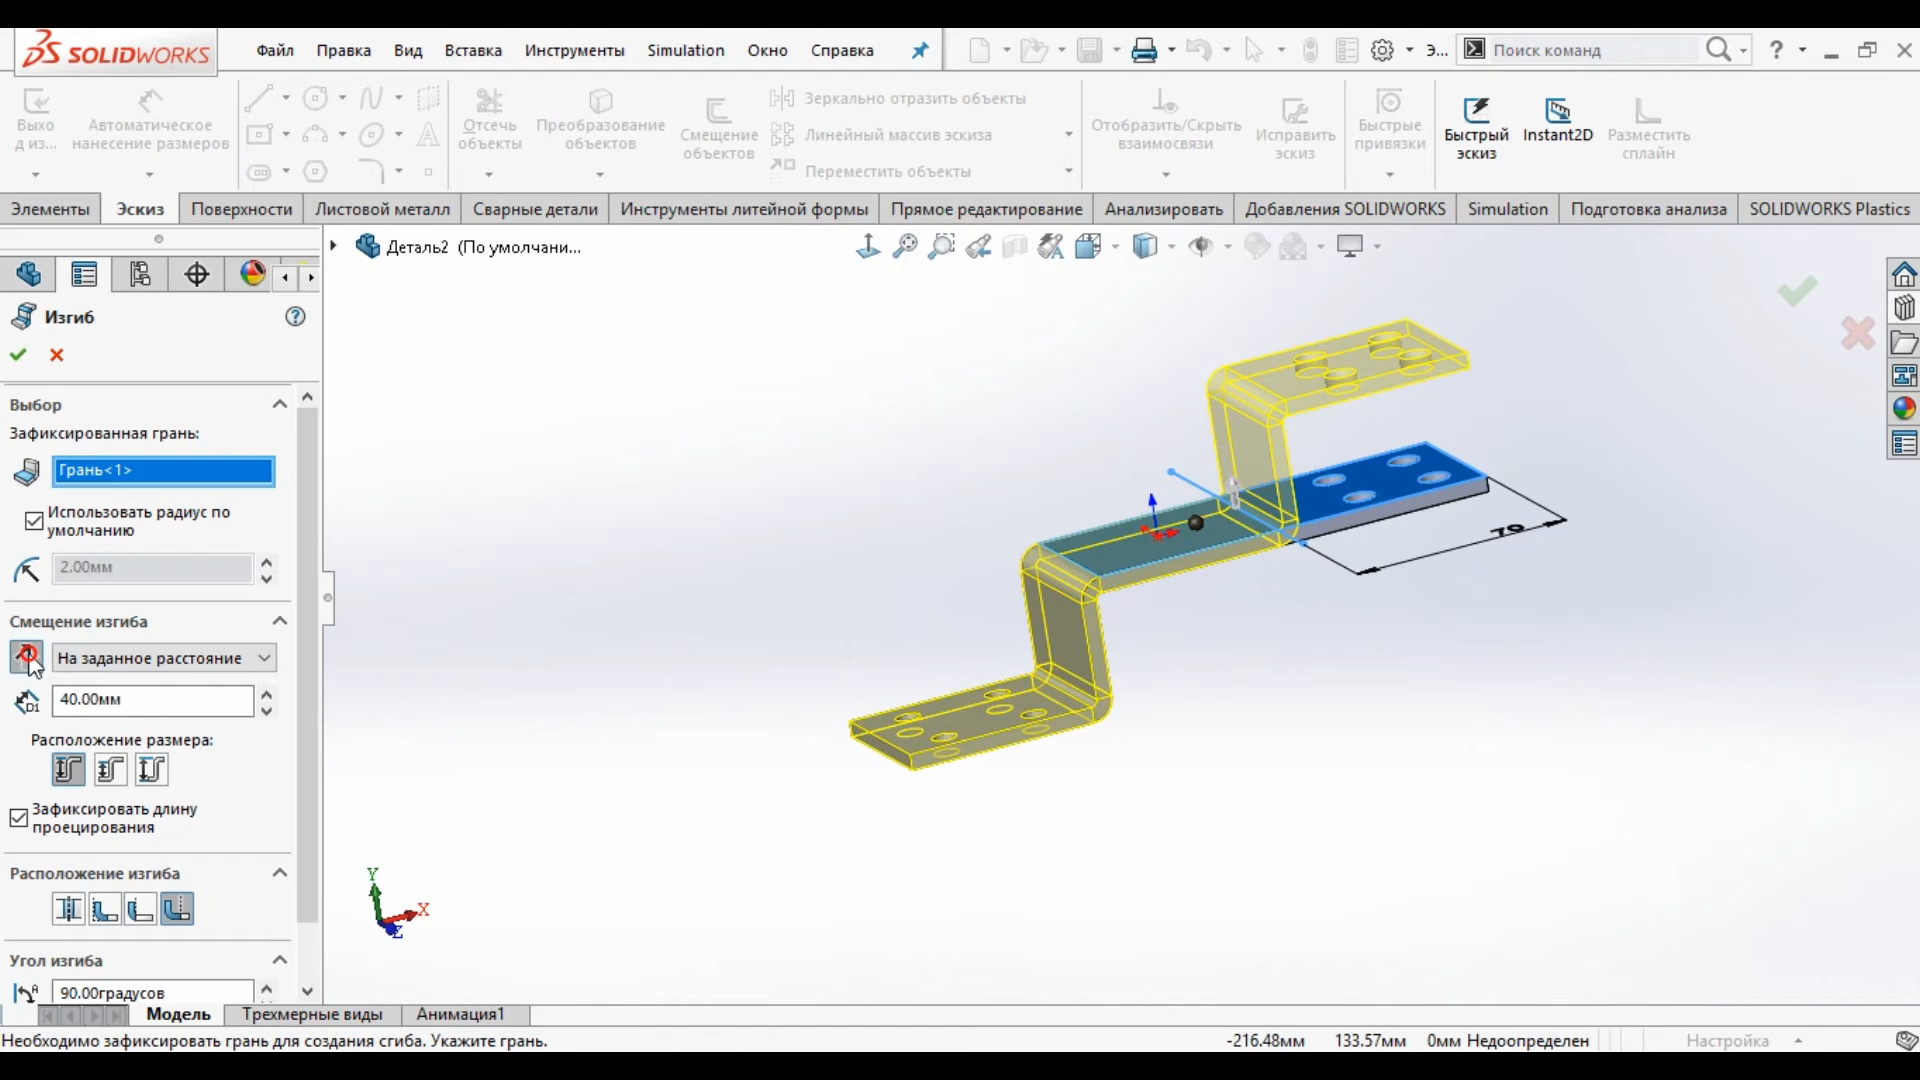 SOLIDWORKS
Файл Правка Вид Вставка Инструменты Simulation Окно Справка
Э...
Поиск команд
?
Выхо
д из...
Автоматическое
нанесение размеров
Отсечь
объекты
Преобразование
объектов
Смещение
объектов
Зеркально отразить объекты
Линейный массив эскиза
Переместить объекты
Отобразить/Скрыть
взаимосвязи
Исправить
эскиз
Быстрые
привязки
Быстрый
эскиз
Instant2D
Разместить
сплайн
Элементы Эскиз Поверхности Листовой металл Сварные детали Инструменты литейной формы Прямое редактирование Анализировать Добавления SOLIDWORKS Simulation Подготовка анализа SOLIDWORKS Plastics
Деталь2 (По умолчани...
Изгиб
Выбор
Зафиксированная грань:
Грань<1>
Использовать радиус по
умолчанию
2.00мм
Смещение изгиба
На заданное расстояние
D1
40.00мм
Расположение размера:
Зафиксировать длину
проецирования
Расположение изгиба
Угол изгиба
90.00градусов
70
Y
X
Z
Модель Трехмерные виды Анимация1
Необходимо зафиксировать грань для создания сгиба. Укажите грань.
-216.48мм 133.57мм 0мм Недоопределен
Настройка